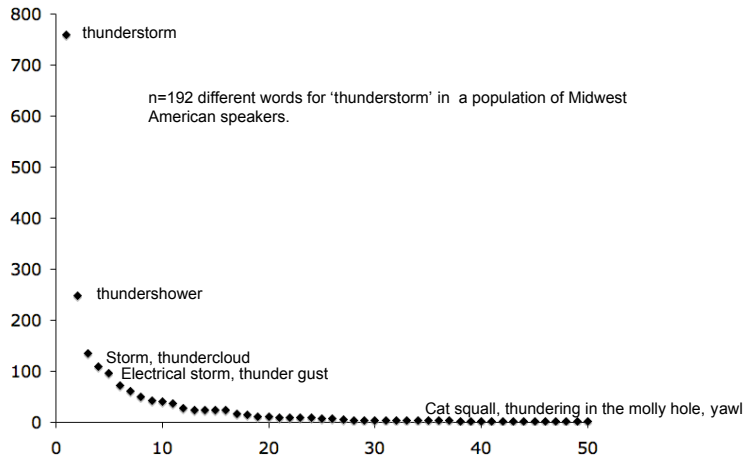 800
thunderstorm
700
n=192 different words for ‘thunderstorm’ in a population of Midwest
American speakers.
600
500
400
300
thundershower
200
100
Storm, thundercloud
Electrical storm, thunder gust
Cat squall, thundering in the molly hole, yawl
0
0 10 20 30 40 50